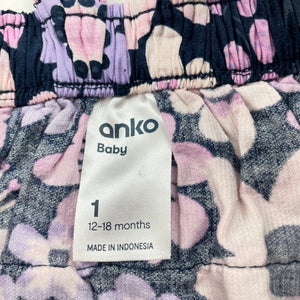 anko
Baby
1
12-18 months
MADE IN INDONESIA